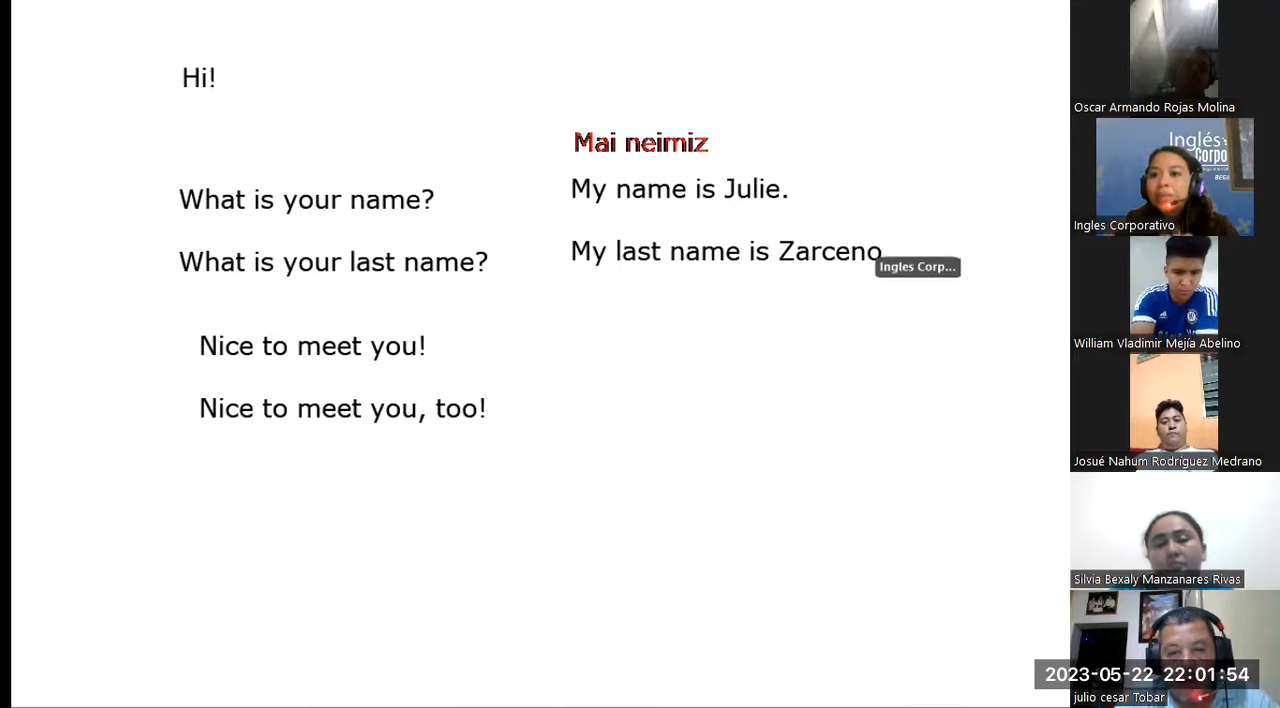 Hi!
Mai neimiz
What is your name?
My name is Julie.
What is your last name?
My last name is Zarceno
Ingles Corp...
Nice to meet you!
Nice to meet you, too!
Oscar Armando Rojas Molina
Inglés
Corpo
BEGI
Ingles Corporativo
William Vladimir Mejía Abelino
Josué Nahum Rodriguez Medrano
Silvia Bexaly Manzanares Rivas
2023-05-22 22:01:54
julio cesar Tobar